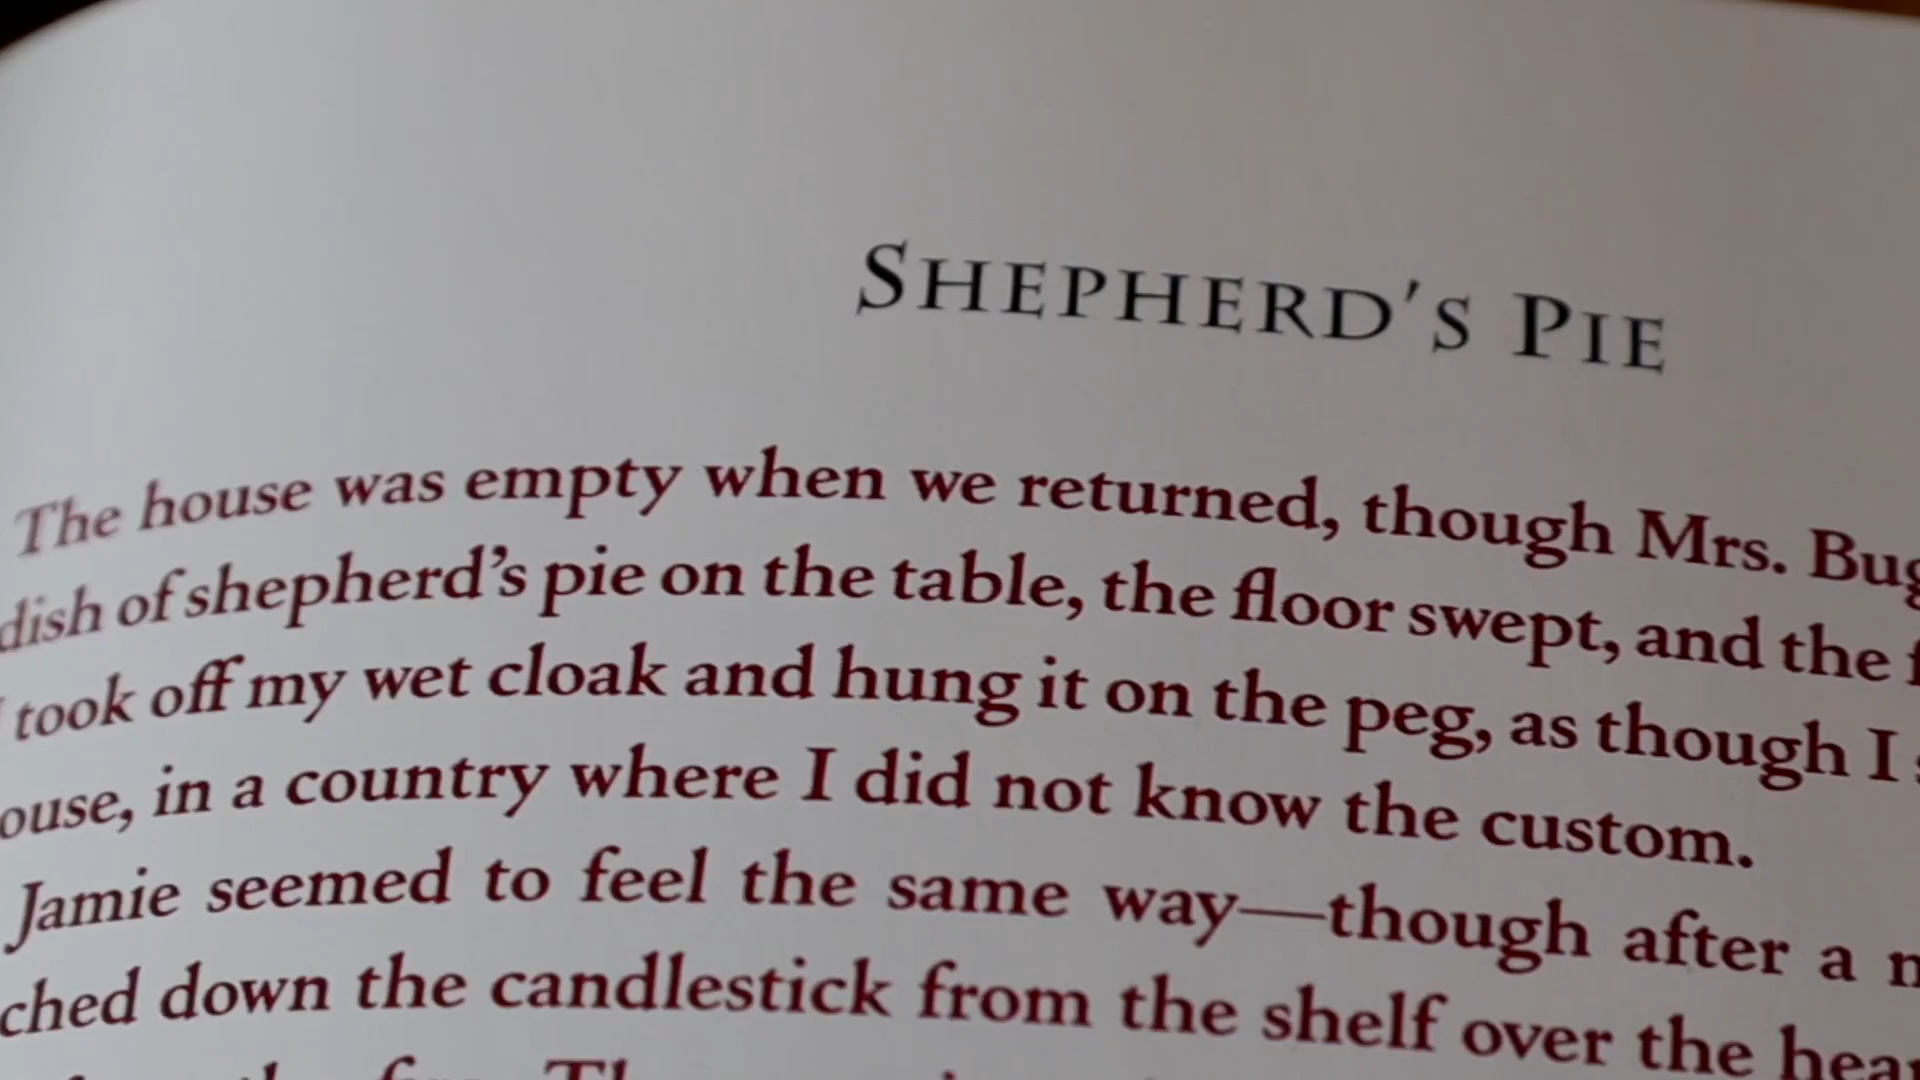 SHEPHERD'S PIE
The house was empty when we returned, though Mrs. Bug
dish of shepherd's pie on the table, the floor swept, and the
took off my wet cloak and hung it on the peg, as though I
ouse, in a country where I did not know the custom.
Jamie seemed to feel the same way—though after a
ched down the candlestick from the shelf over the hear